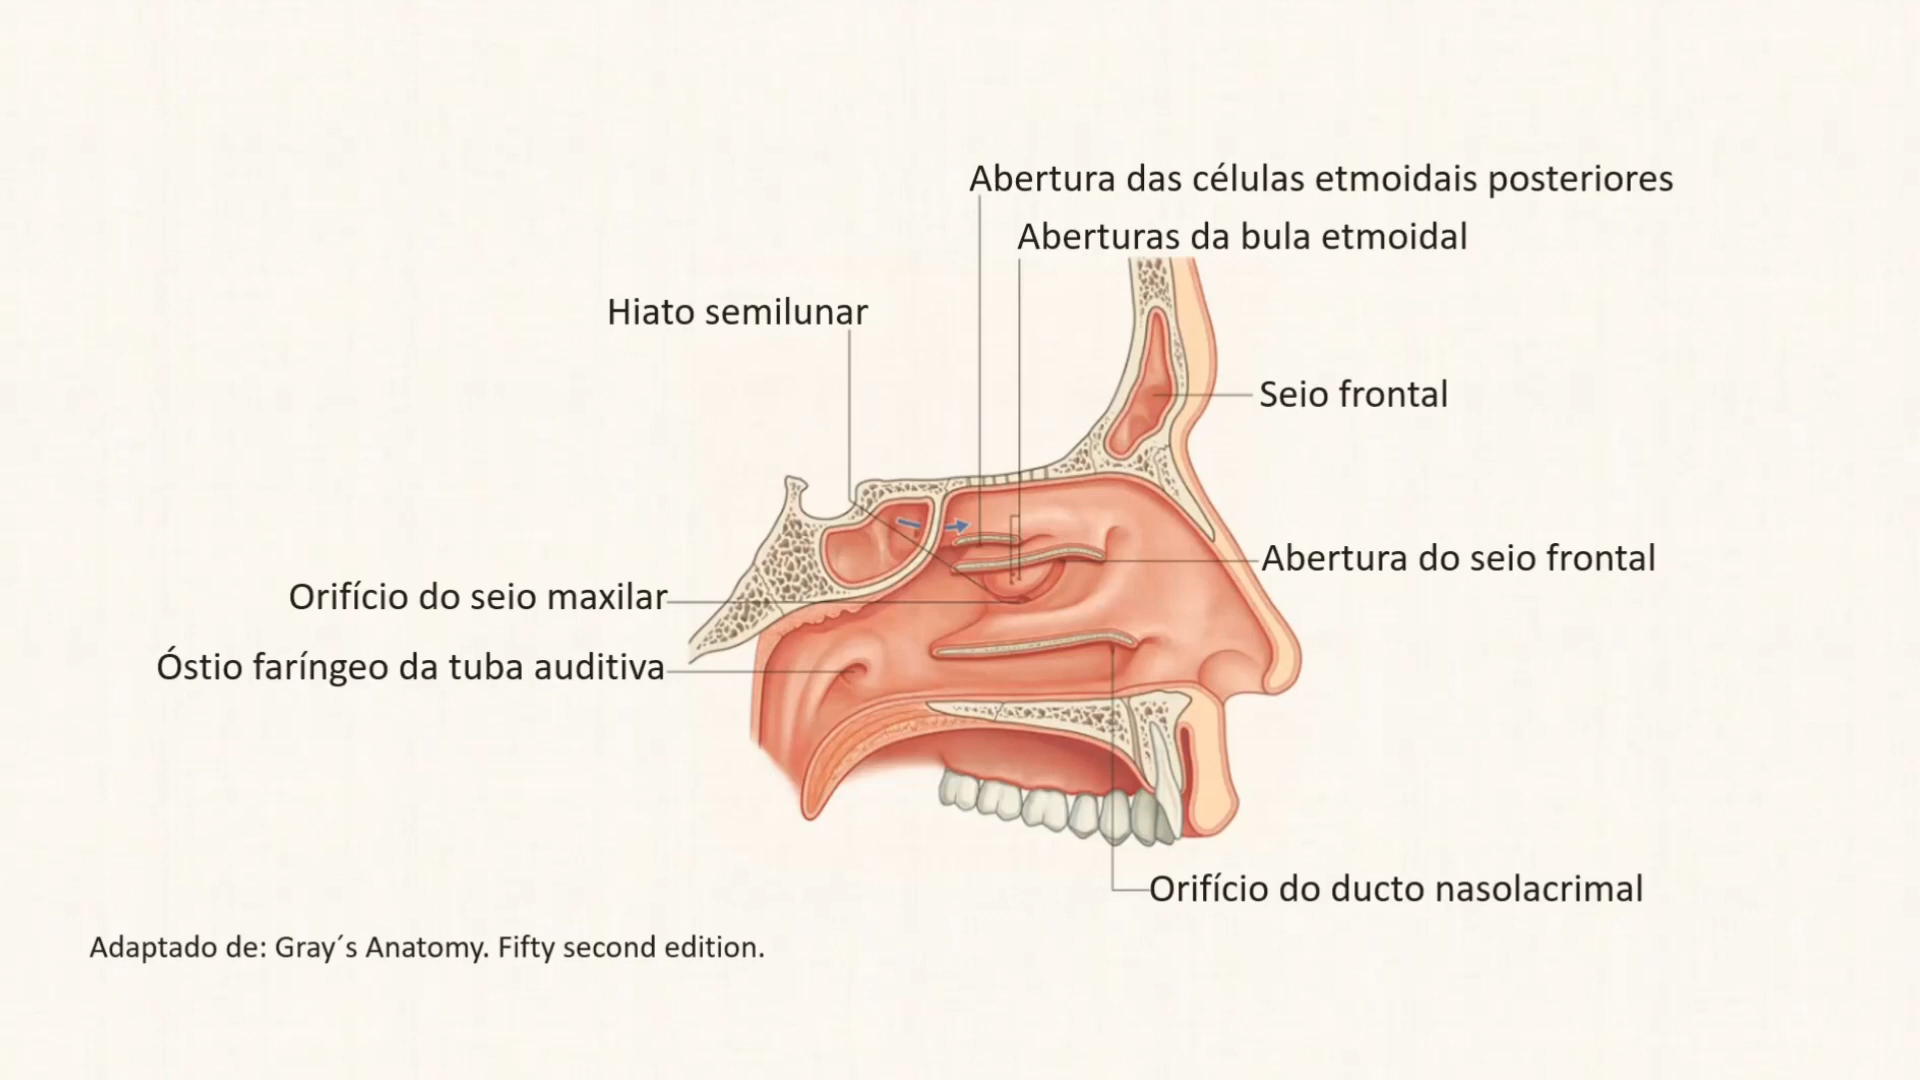 Abertura das células etmoidais posteriores
Aberturas da bula etmoidal
Hiato semilunar
Seio frontal
Abertura do seio frontal
Orifício do seio maxilar
Óstio faríngeo da tuba auditiva
Orifício do ducto nasolacrimal
Adaptado de: Gray´s Anatomy. Fifty second edition.